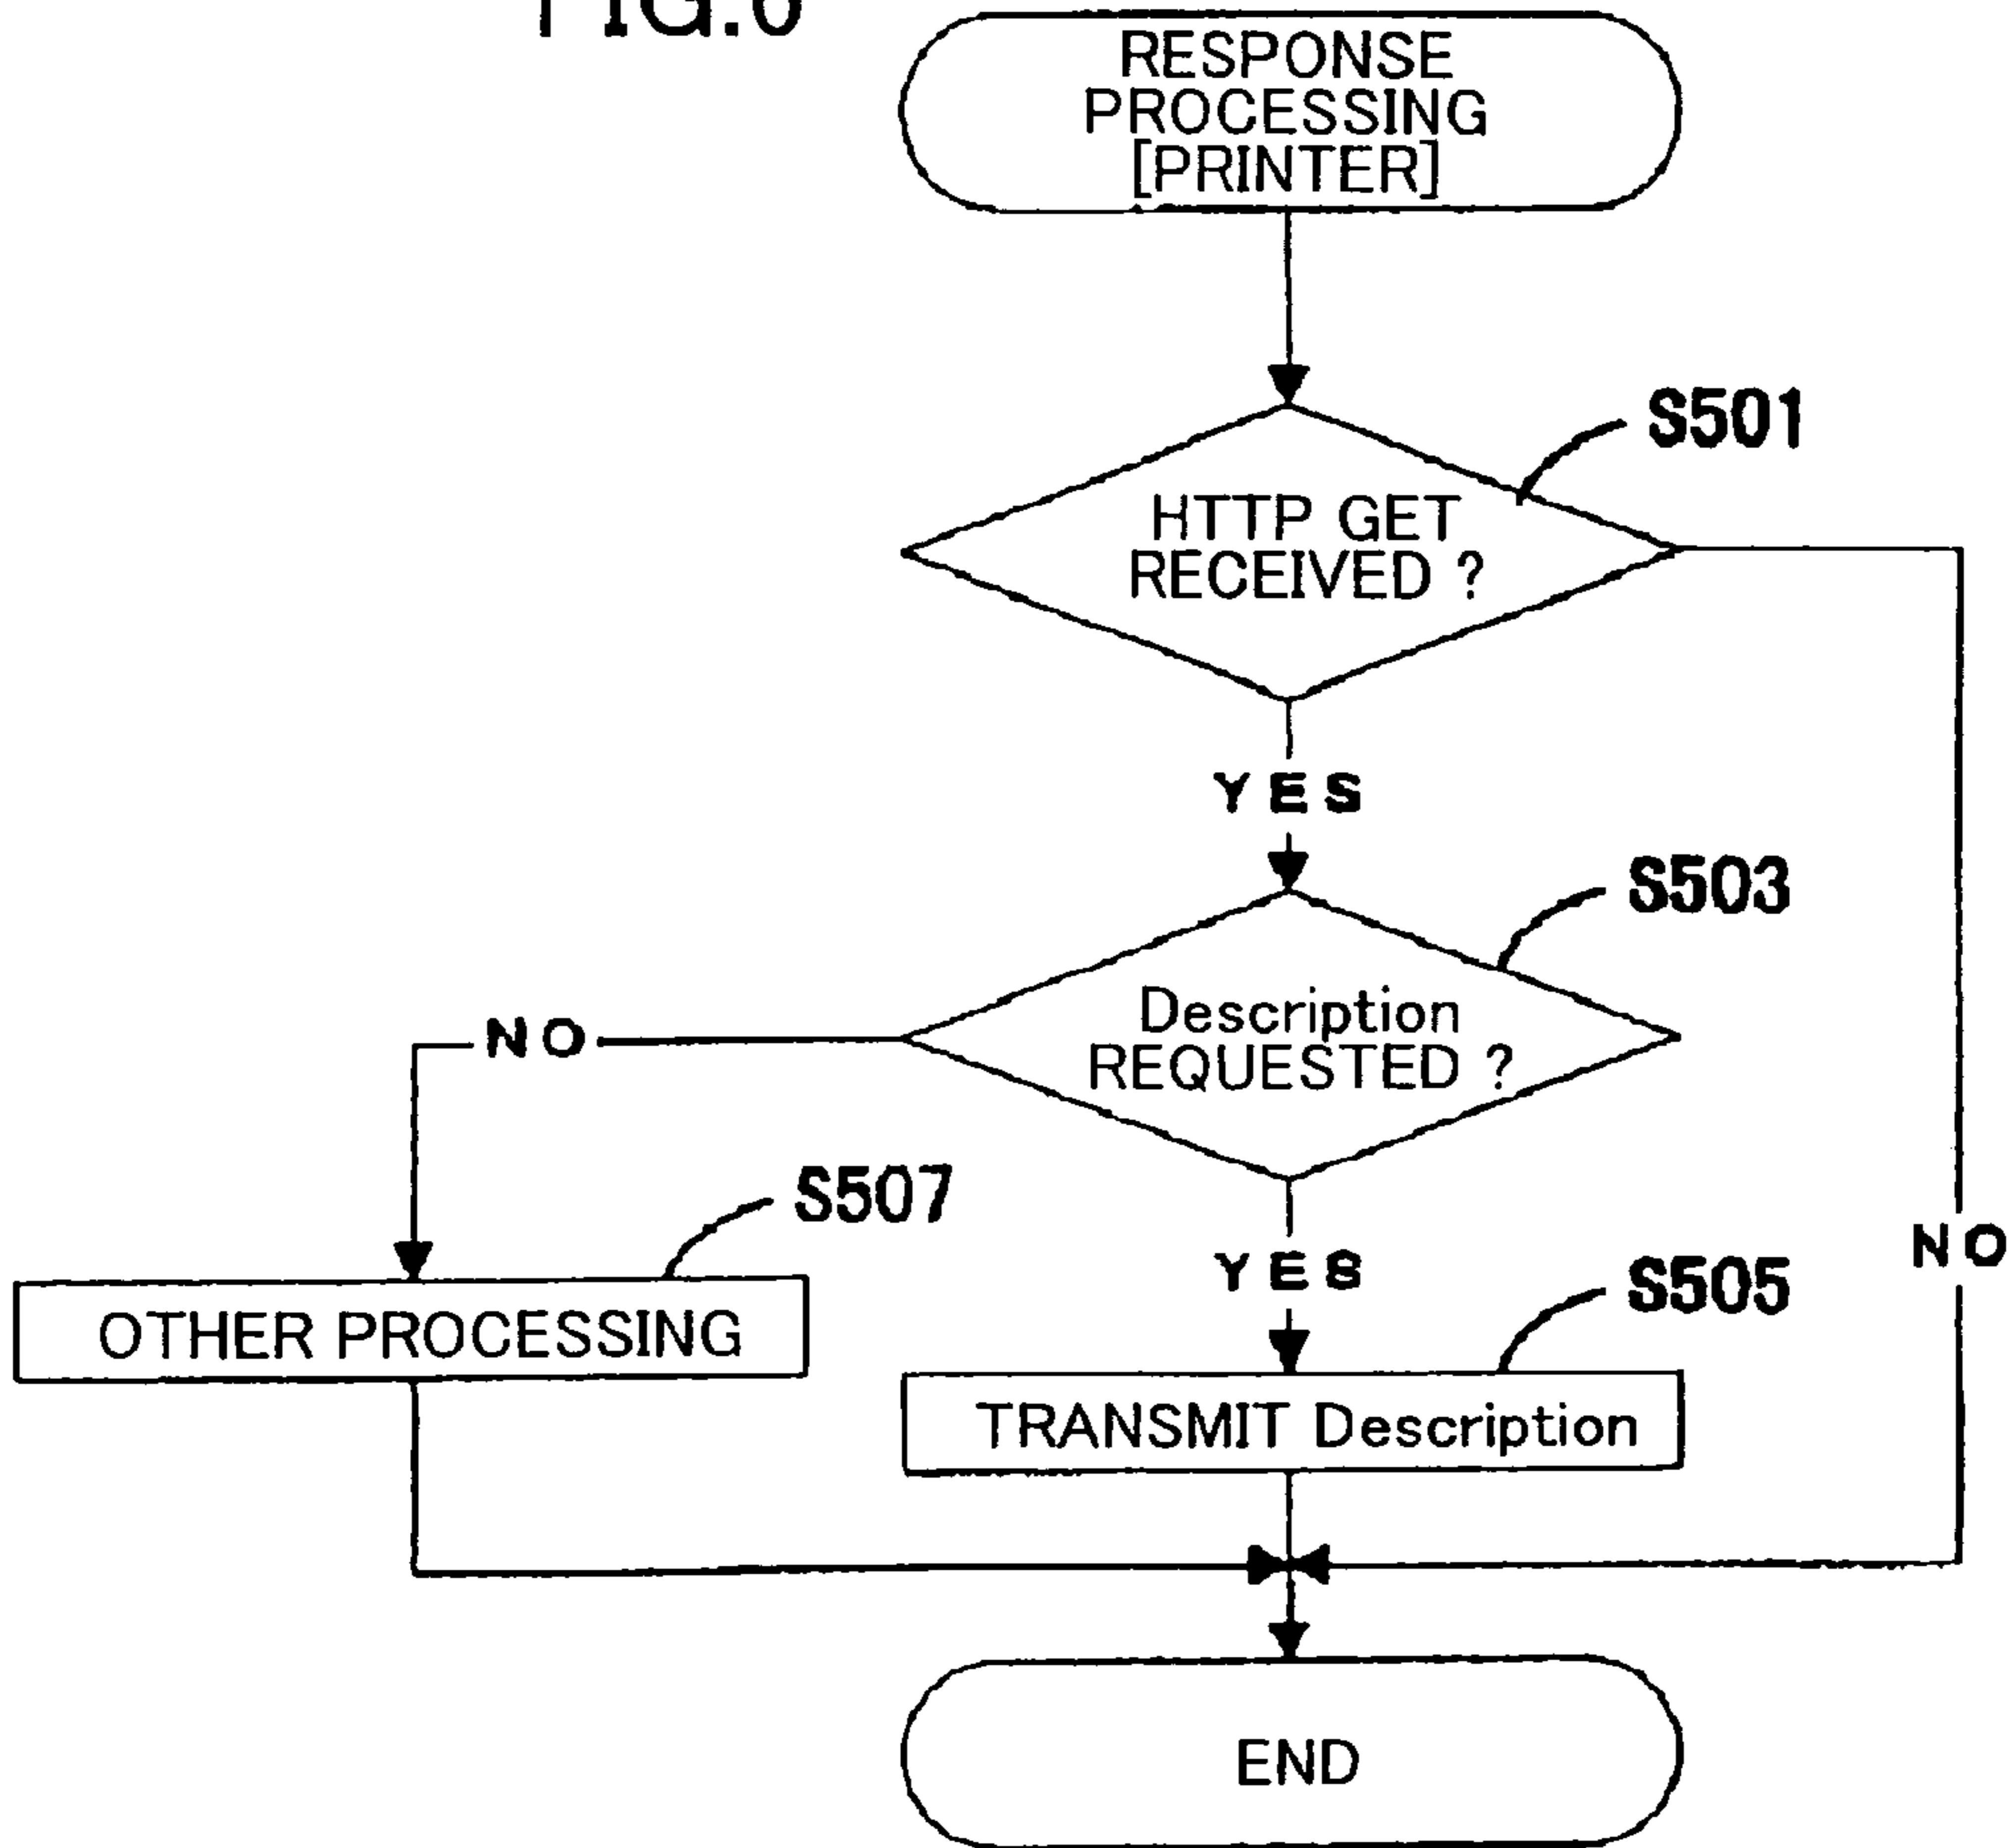 RESPONSE
PROCESSING
[PRINTER]
S501
HTTP GET
RECEIVED ?
YES
S503
Description
REQUESTED ?
NO
S507
YES
NO
S505
OTHER PROCESSING
TRANSMIT Description
END